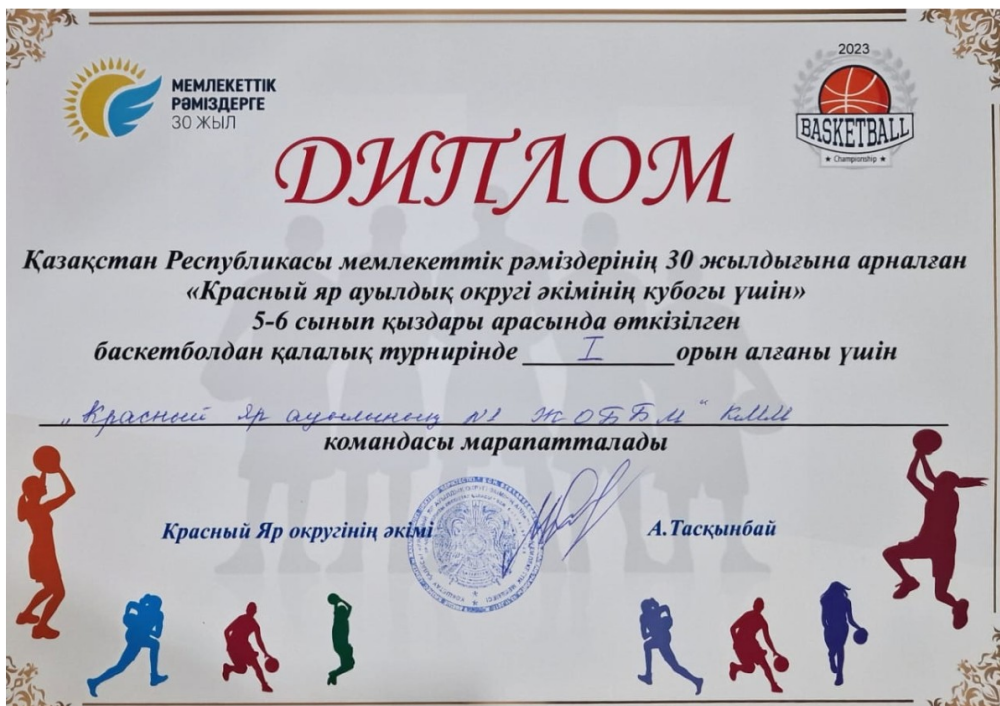 МЕМЛЕКЕТТІК
РӘМІЗДЕРГЕ
30 ЖЫЛ
2023
BASKETBALL
Championship
ДИПЛОМ
Қазақстан Республикасы мемлекеттік рәміздерінің 30 жылдығына арналған
«Красный яр ауылдық округі әкімінің кубогы үшін»
5-6 сынып қыздары арасында өткізілген
баскетболдан қалалық турнирінде I орын алғаны үшін
„Красный яр ауылының №1 ЖОББМ" КММ
командасы марапатталады
Красный Яр округінің әкімі А.Тасқынбай